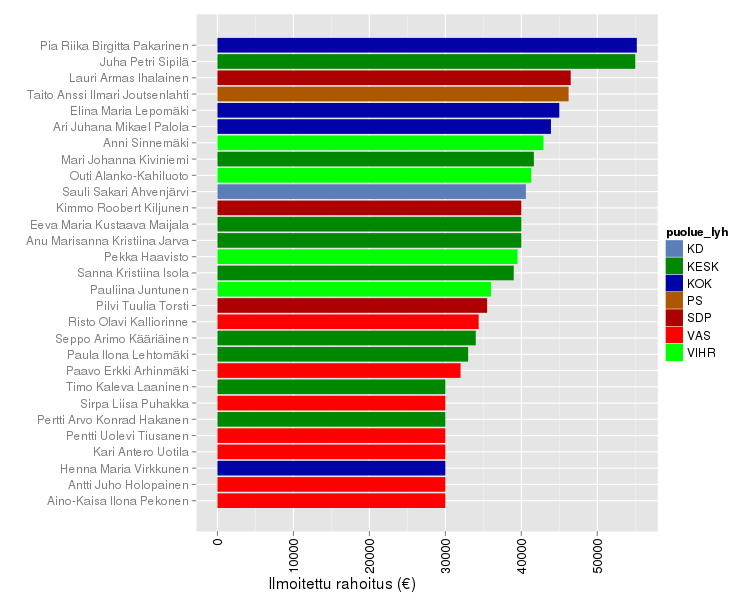 Pia Riika Birgitta Pakarinen
Juha Petri Sipilä
Lauri Armas Ihalainen
Taito Anssi Ilmari Joutsenlahti
Elina Maria Lepomäki
Ari Juhana Mikael Palola
Anni Sinnemäki
Mari Johanna Kiviniemi
Outi Alanko-Kahiluoto
Sauli Sakari Ahvenjärvi
Kimmo Roobert Kiljunen
Eeva Maria Kustaava Maijala
Anu Marisanna Kristiina Jarva
Pekka Haavisto
Sanna Kristiina Isola
Pauliina Juntunen
Pilvi Tuulia Torsti
Risto Olavi Kalliorinne
Seppo Arimo Kääriäinen
Paula Ilona Lehtomäki
Paavo Erkki Arhinmäki
Timo Kaleva Laaninen
Sirpa Liisa Puhakka
Pertti Arvo Konrad Hakanen
Pentti Uolevi Tiusanen
Kari Antero Uotila
Henna Maria Virkkunen
Antti Juho Holopainen
Aino-Kaisa Ilona Pekonen
0
10000
20000
30000
40000
50000
Ilmoitettu rahoitus (€)
puolue_lyh
KD
KESK
KOK
PS
SDP
VAS
VIHR